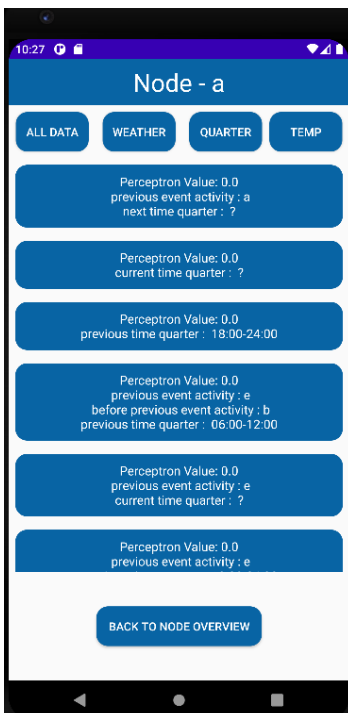 10:27
Node - a
ALL DATA WEATHER QUARTER TEMP
Perceptron Value: 0.0
previous event activity : a
next time quarter : ?
Perceptron Value: 0.0
current time quarter : ?
Perceptron Value: 0.0
previous time quarter : 18:00-24:00
Perceptron Value: 0.0
previous event activity : e
before previous event activity : b
previous time quarter : 06:00-12:00
Perceptron Value: 0.0
previous event activity : e
current time quarter : ?
Perceptron Value: 0.0
previous event activity : e
BACK TO NODE OVERVIEW